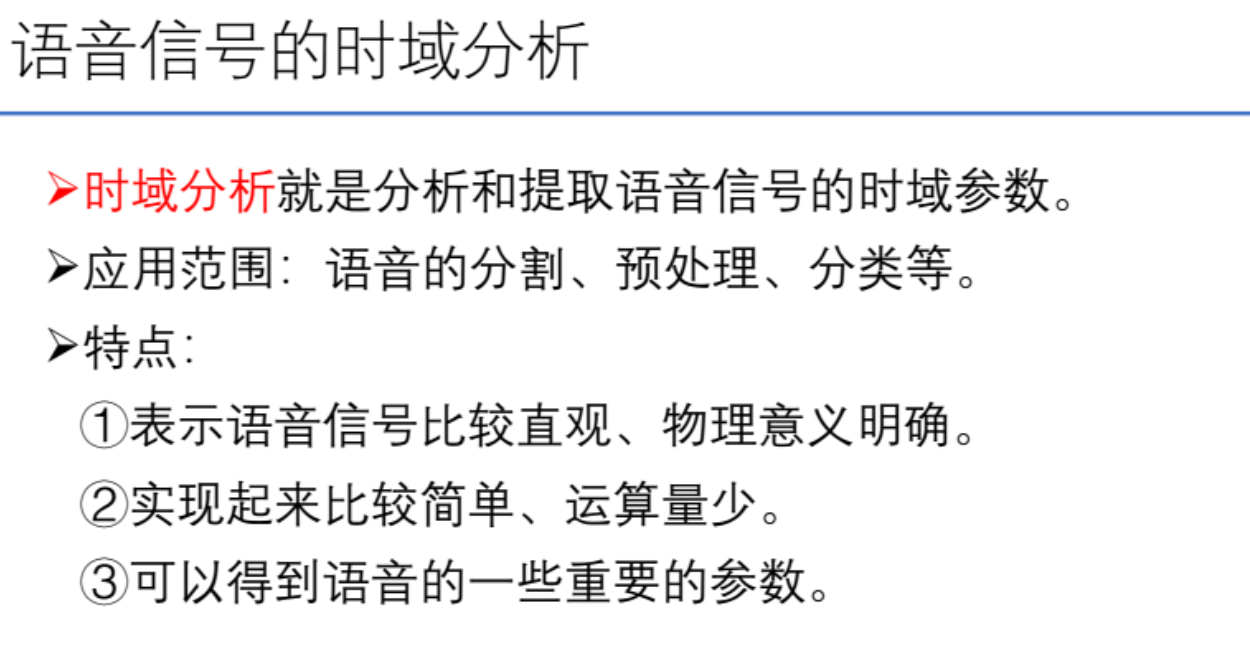 语音信号的时域分析
➢时域分析就是分析和提取语音信号的时域参数。
➢应用范围：语音的分割、预处理、分类等。
➢特点：
①表示语音信号比较直观、物理意义明确。
②实现起来比较简单、运算量少。
③可以得到语音的一些重要的参数。